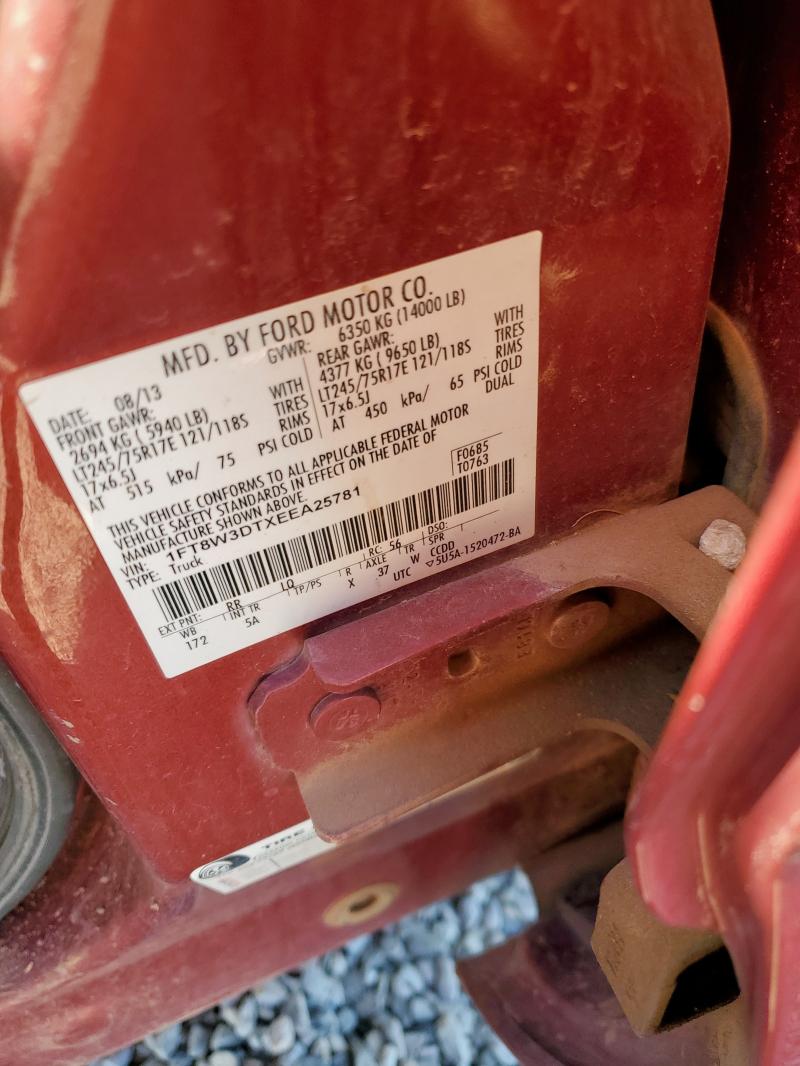 MFD. BY FORD MOTOR CO.
DATE: 08/13 GVWR: 6350 KG (14000 LB)
FRONT GAWR: REAR GAWR:
2694 KG ( 5940 LB) WITH 4377 KG ( 9650 LB) WITH
LT245/75R17E 121/118S TIRES LT245/75R17E 121/118S TIRES
17x6.5J RIMS 17x6.5J RIMS
AT 515 kPa/ 75 PSI COLD AT 450 kPa/ 65 PSI COLD
DUAL
THIS VEHICLE CONFORMS TO ALL APPLICABLE FEDERAL MOTOR
VEHICLE SAFETY STANDARDS IN EFFECT ON THE DATE OF
MANUFACTURE SHOWN ABOVE.
F0685
T0763
VIN: 1FT8W3DTXEEA25781
TYPE: Truck
EXT PNT: RR LQ RC: 56 DSO:
WB INT TR TP/PS R AXLE TR SPR
172 5A X 37 W CCDD
UTC ▽5U5A-1520472-BA
TIRE